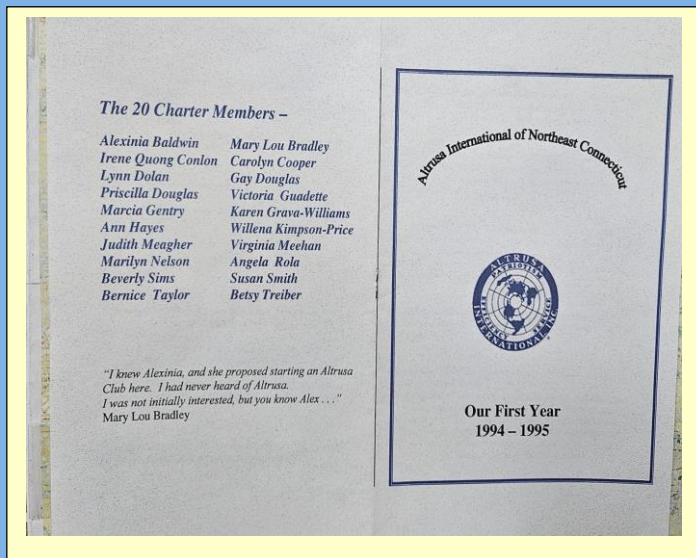 The 20 Charter Members –
Alexinia Baldwin
Irene Quong Conlon
Lynn Dolan
Priscilla Douglas
Marcia Gentry
Ann Hayes
Judith Meagher
Marilyn Nelson
Beverly Sims
Bernice Taylor
Mary Lou Bradley
Carolyn Cooper
Gay Douglas
Victoria Guadette
Karen Grava-Williams
Willena Kimpson-Price
Virginia Meehan
Angela Rola
Susan Smith
Betsy Treiber
"I knew Alexinia, and she proposed starting an Altrusa
Club here. I had never heard of Altrusa.
I was not initially interested, but you know Alex . . ."
Mary Lou Bradley
Altrusa International of Northeast Connecticut
ALTRUSA
PATRIOTISM
EFFICIENCY
SERVICE
INTERNATIONAL INC.
Our First Year
1994 – 1995